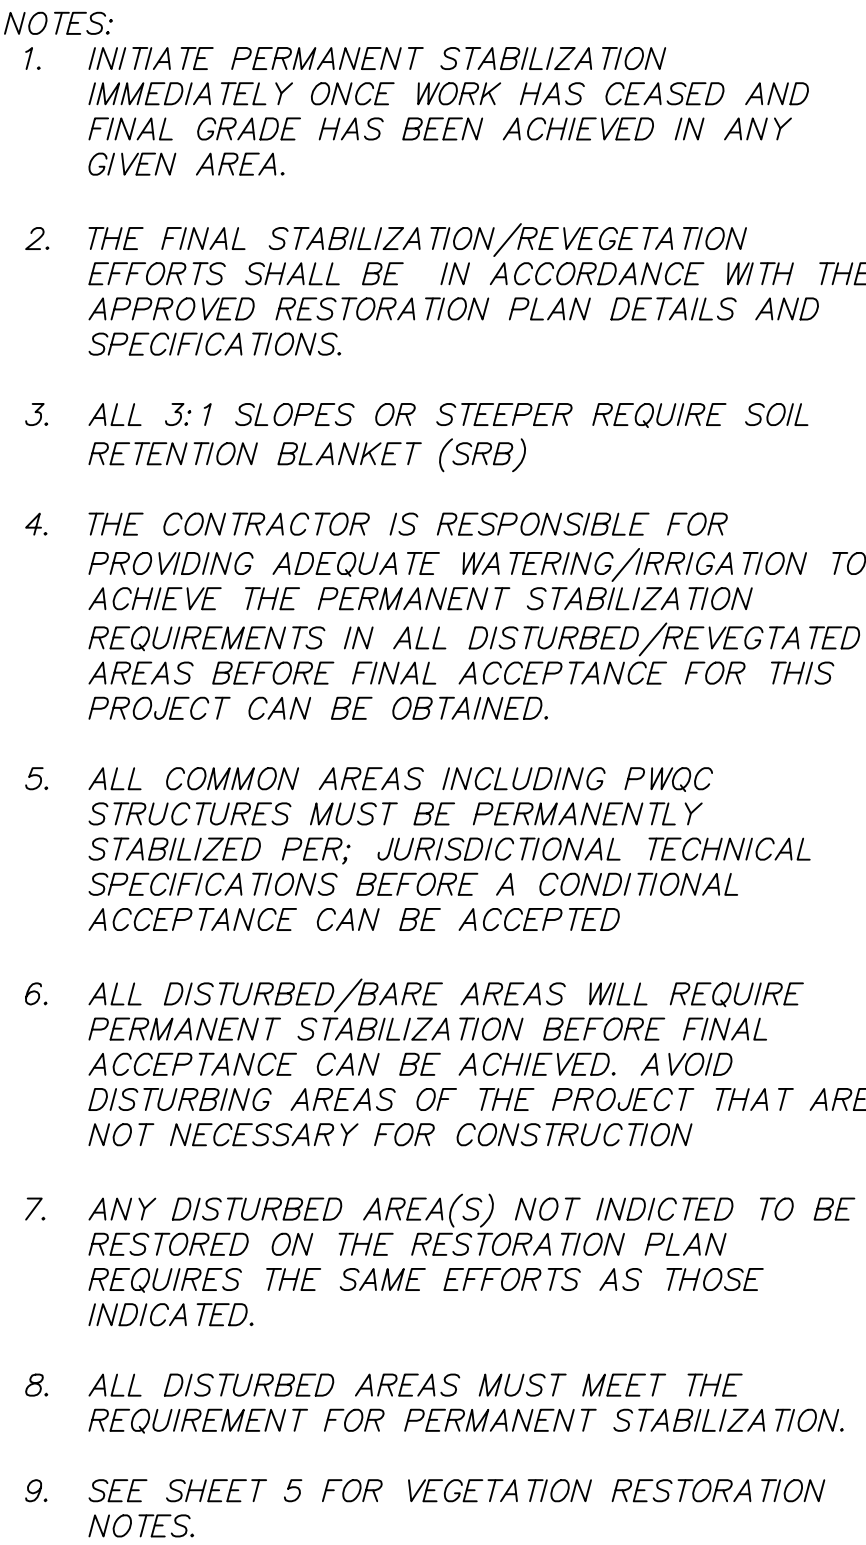 NOTES:
1. INITIATE PERMANENT STABILIZATION
IMMEDIATELY ONCE WORK HAS CEASED AND
FINAL GRADE HAS BEEN ACHIEVED IN ANY
GIVEN AREA.
2. THE FINAL STABILIZATION/REVEGETATION
EFFORTS SHALL BE IN ACCORDANCE WITH THE
APPROVED RESTORATION PLAN DETAILS AND
SPECIFICATIONS.
3. ALL 3:1 SLOPES OR STEEPER REQUIRE SOIL
RETENTION BLANKET (SRB)
4. THE CONTRACTOR IS RESPONSIBLE FOR
PROVIDING ADEQUATE WATERING/IRRIGATION TO
ACHIEVE THE PERMANENT STABILIZATION
REQUIREMENTS IN ALL DISTURBED/REVEGTATED
AREAS BEFORE FINAL ACCEPTANCE FOR THIS
PROJECT CAN BE OBTAINED.
5. ALL COMMON AREAS INCLUDING PWQC
STRUCTURES MUST BE PERMANENTLY
STABILIZED PER; JURISDICTIONAL TECHNICAL
SPECIFICATIONS BEFORE A CONDITIONAL
ACCEPTANCE CAN BE ACCEPTED
6. ALL DISTURBED/BARE AREAS WILL REQUIRE
PERMANENT STABILIZATION BEFORE FINAL
ACCEPTANCE CAN BE ACHIEVED. AVOID
DISTURBING AREAS OF THE PROJECT THAT ARE
NOT NECESSARY FOR CONSTRUCTION
7. ANY DISTURBED AREA(S) NOT INDICTED TO BE
RESTORED ON THE RESTORATION PLAN
REQUIRES THE SAME EFFORTS AS THOSE
INDICATED.
8. ALL DISTURBED AREAS MUST MEET THE
REQUIREMENT FOR PERMANENT STABILIZATION.
9. SEE SHEET 5 FOR VEGETATION RESTORATION
NOTES.